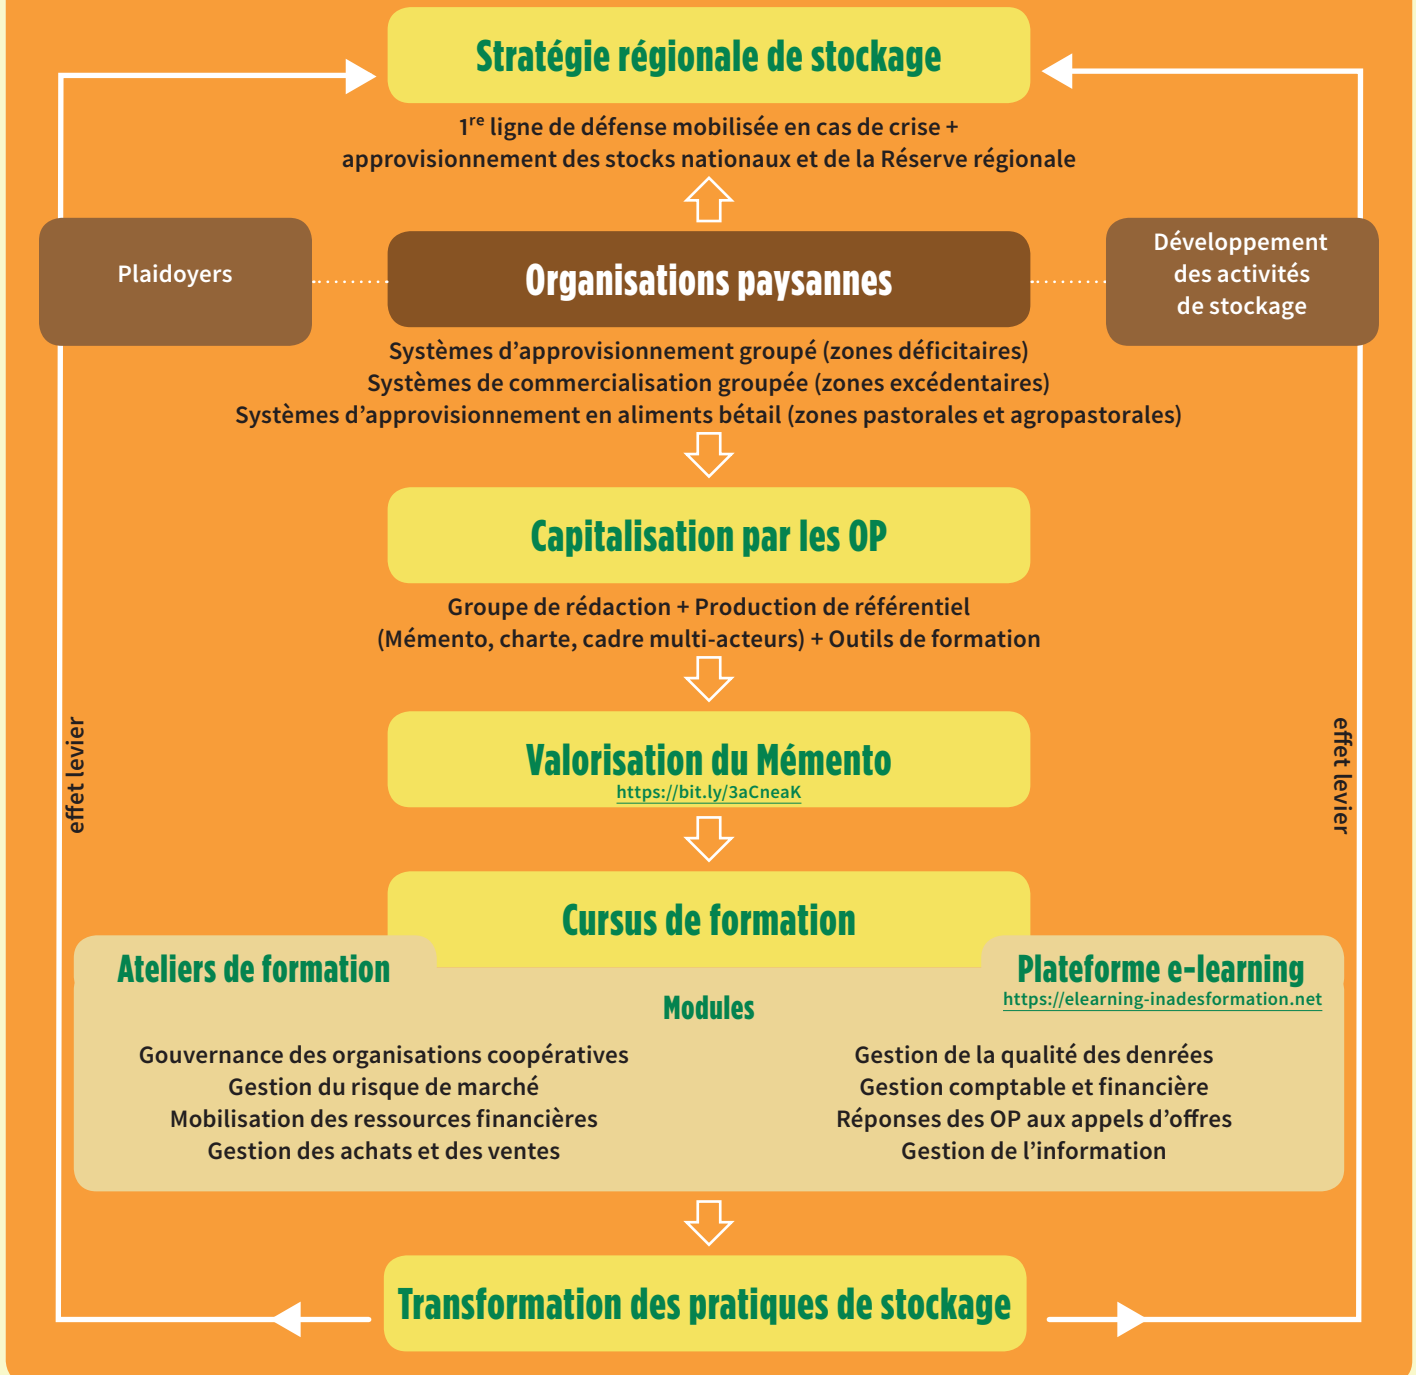 Stratégie régionale de stockage
1re ligne de défense mobilisée en cas de crise +
approvisionnement des stocks nationaux et de la Réserve régionale
Plaidoyers
Organisations paysannes
Développement
des activités
de stockage
Systèmes d’approvisionnement groupé (zones déficitaires)
Systèmes de commercialisation groupée (zones excédentaires)
Systèmes d’approvisionnement en aliments bétail (zones pastorales et agropastorales)
Capitalisation par les OP
Groupe de rédaction + Production de référentiel
(Mémento, charte, cadre multi-acteurs) + Outils de formation
effet levier
Valorisation du Mémento
https://bit.ly/3aCneaK
effet levier
Cursus de formation
Ateliers de formation
Plateforme e-learning
https://elearning-inadesformation.net
Modules
Gouvernance des organisations coopératives
Gestion du risque de marché
Mobilisation des ressources financières
Gestion des achats et des ventes
Gestion de la qualité des denrées
Gestion comptable et financière
Réponses des OP aux appels d’offres
Gestion de l’information
Transformation des pratiques de stockage